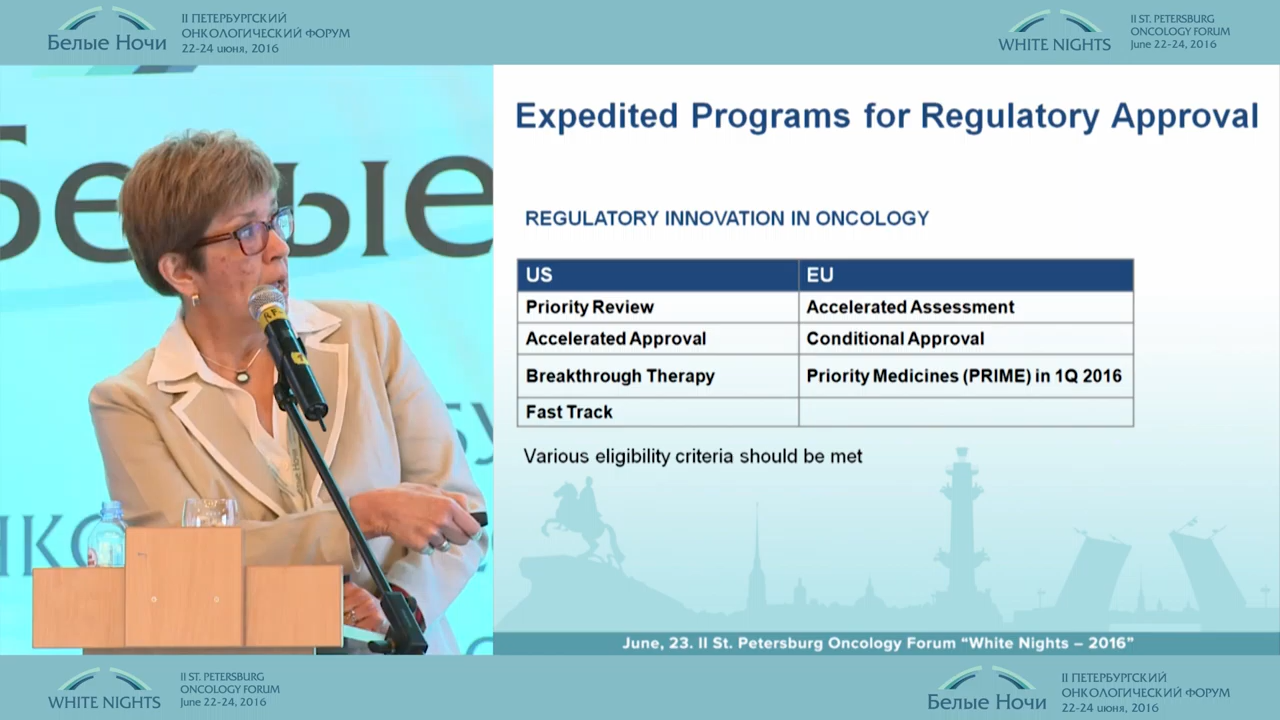 Белые Ночи
II ПЕТЕРБУРГСКИЙ
ОНКОЛОГИЧЕСКИЙ ФОРУМ
22-24 июня, 2016
WHITE NIGHTS
II ST. PETERSBURG
ONCOLOGY FORUM
June 22-24, 2016
Белые
Expedited Programs for Regulatory Approval
REGULATORY INNOVATION IN ONCOLOGY
US EU
Priority Review Accelerated Assessment
Accelerated Approval Conditional Approval
Breakthrough Therapy Priority Medicines (PRIME) in 1Q 2016
Fast Track
Various eligibility criteria should be met
June, 23. II St. Petersburg Oncology Forum “White Nights – 2016”
WHITE NIGHTS
II ST. PETERSBURG
ONCOLOGY FORUM
June 22-24, 2016
Белые Ночи
II ПЕТЕРБУРГСКИЙ
ОНКОЛОГИЧЕСКИЙ ФОРУМ
22-24 июня, 2016